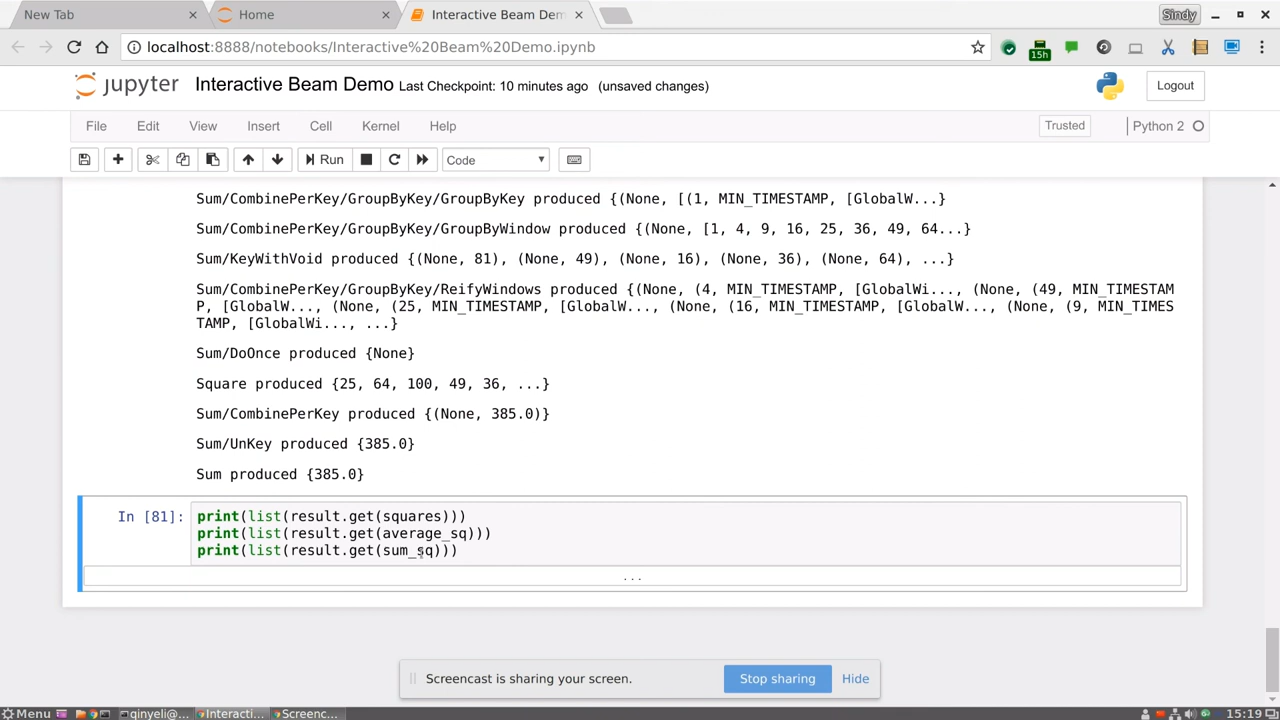 New Tab
Home
Interactive Beam Dem
Sindy
localhost:8888/notebooks/Interactive%20Beam%20Demo.ipynb
15h
jupyter Interactive Beam Demo Last Checkpoint: 10 minutes ago (unsaved changes)
Logout
File Edit View Insert Cell Kernel Help
Trusted
Python 2
Run
Code
Sum/CombinePerKey/GroupByKey/GroupByKey produced {(None, [(1, MIN_TIMESTAMP, [GlobalW...}
Sum/CombinePerKey/GroupByKey/GroupByWindow produced {(None, [1, 4, 9, 16, 25, 36, 49, 64...}
Sum/KeyWithVoid produced {(None, 81), (None, 49), (None, 16), (None, 36), (None, 64), ...}
Sum/CombinePerKey/GroupByKey/ReifyWindows produced {(None, (4, MIN_TIMESTAMP, [GlobalWi..., (None, (49, MIN_TIMESTAM
P, [GlobalW..., (None, (25, MIN_TIMESTAMP, [GlobalW..., (None, (16, MIN_TIMESTAMP, [GlobalW..., (None, (9, MIN_TIMES
TAMP, [GlobalWi..., ...}
Sum/DoOnce produced {None}
Square produced {25, 64, 100, 49, 36, ...}
Sum/CombinePerKey produced {(None, 385.0)}
Sum/UnKey produced {385.0}
Sum produced {385.0}
In [81]: print(list(result.get(squares)))
print(list(result.get(average_sq)))
print(list(result.get(sum_sq)))
...
Screencast is sharing your screen.
Stop sharing
Hide
Menu
qinyeli@...
Interacti...
Screenc...
15:19